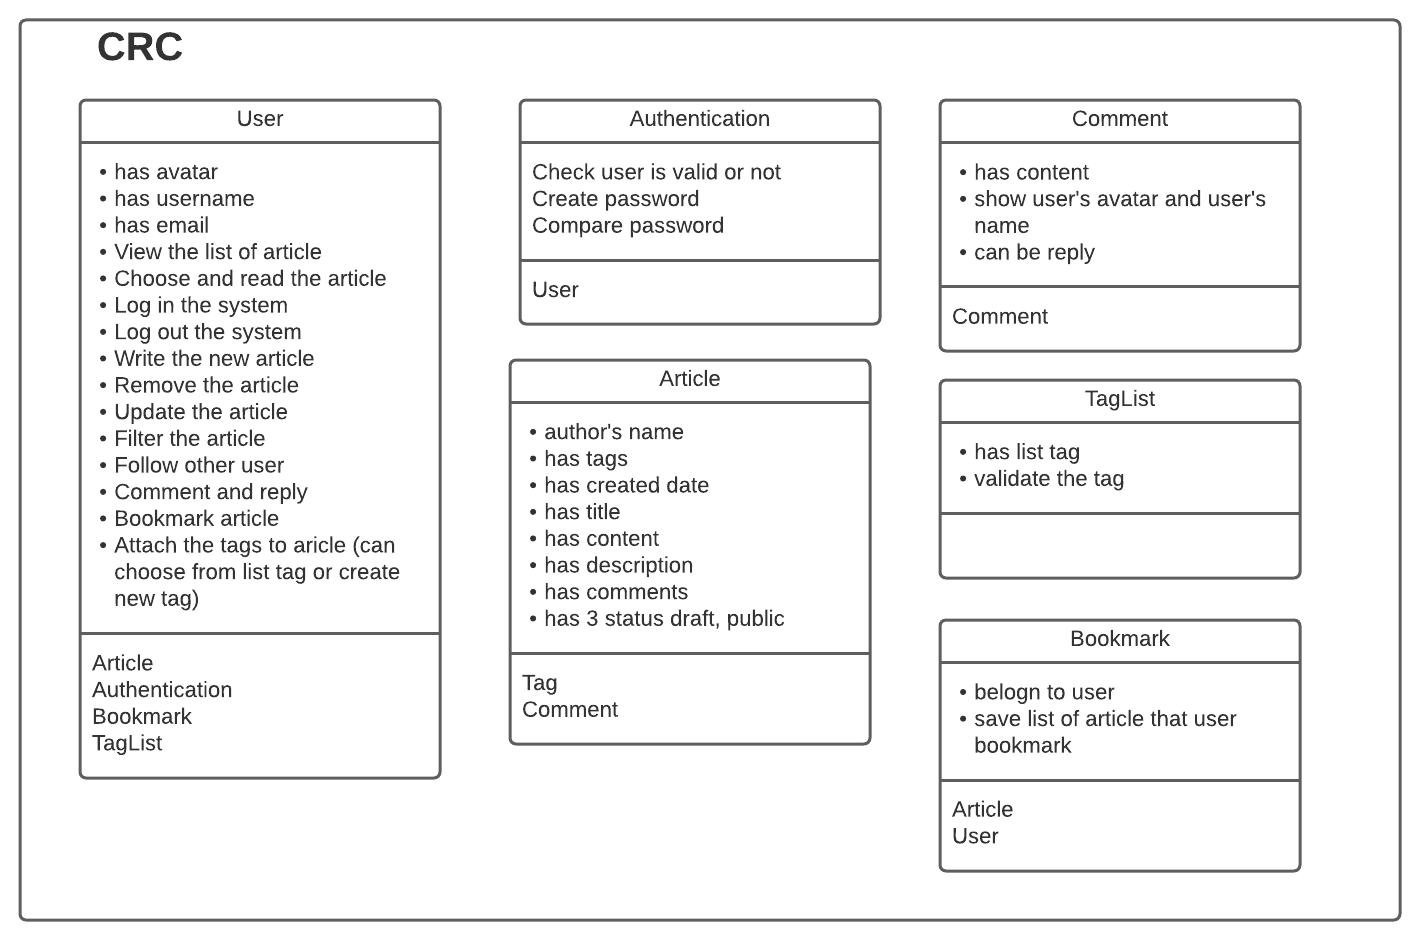 CRC
User
• has avatar
• has username
• has email
• View the list of article
• Choose and read the article
• Log in the system
• Log out the system
• Write the new article
• Remove the article
• Update the article
• Filter the article
• Follow other user
• Comment and reply
• Bookmark article
• Attach the tags to aricle (can
choose from list tag or create
new tag)
Article
Authentication
Bookmark
TagList
Authentication
Check user is valid or not
Create password
Compare password
User
Article
• author's name
• has tags
• has created date
• has title
• has content
• has description
• has comments
• has 3 status draft, public
Tag
Comment
Comment
• has content
• show user's avatar and user's
name
• can be reply
Comment
TagList
• has list tag
• validate the tag
Bookmark
• belogn to user
• save list of article that user
bookmark
Article
User